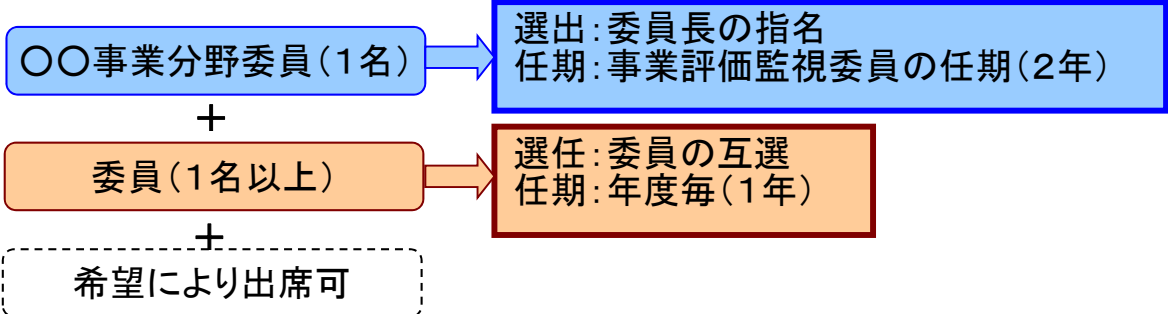 〇〇事業分野委員(1名)
選出:委員長の指名
任期:事業評価監視委員の任期(2年)
+
委員(1名以上)
選任:委員の互選
任期:年度毎(1年)
+
希望により出席可